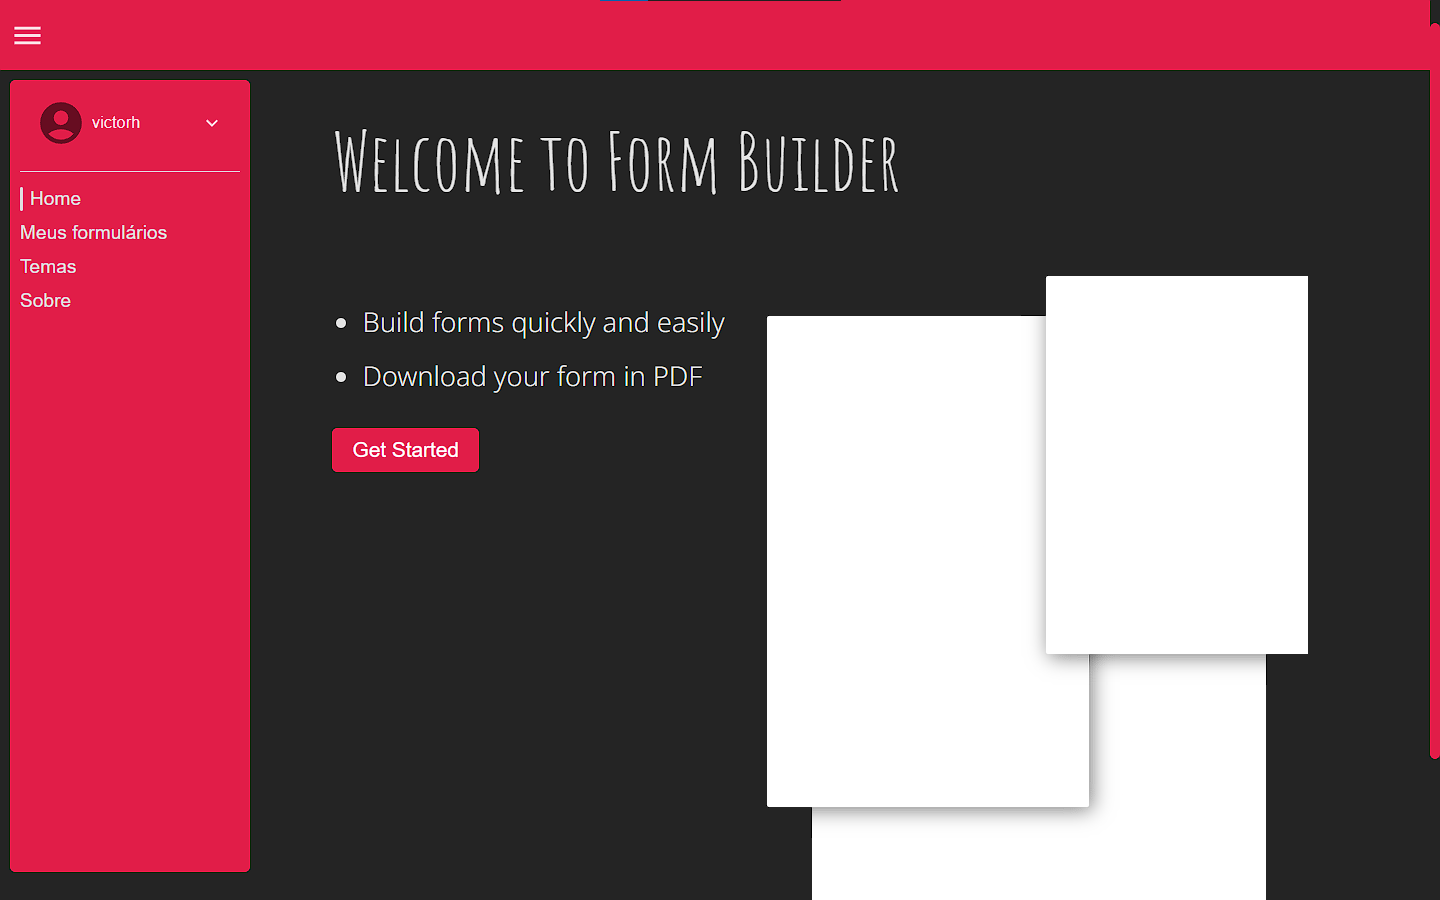 victorh
Home
Meus formulários
Temas
Sobre
Welcome to Form Builder
Build forms quickly and easily
Download your form in PDF
Get Started